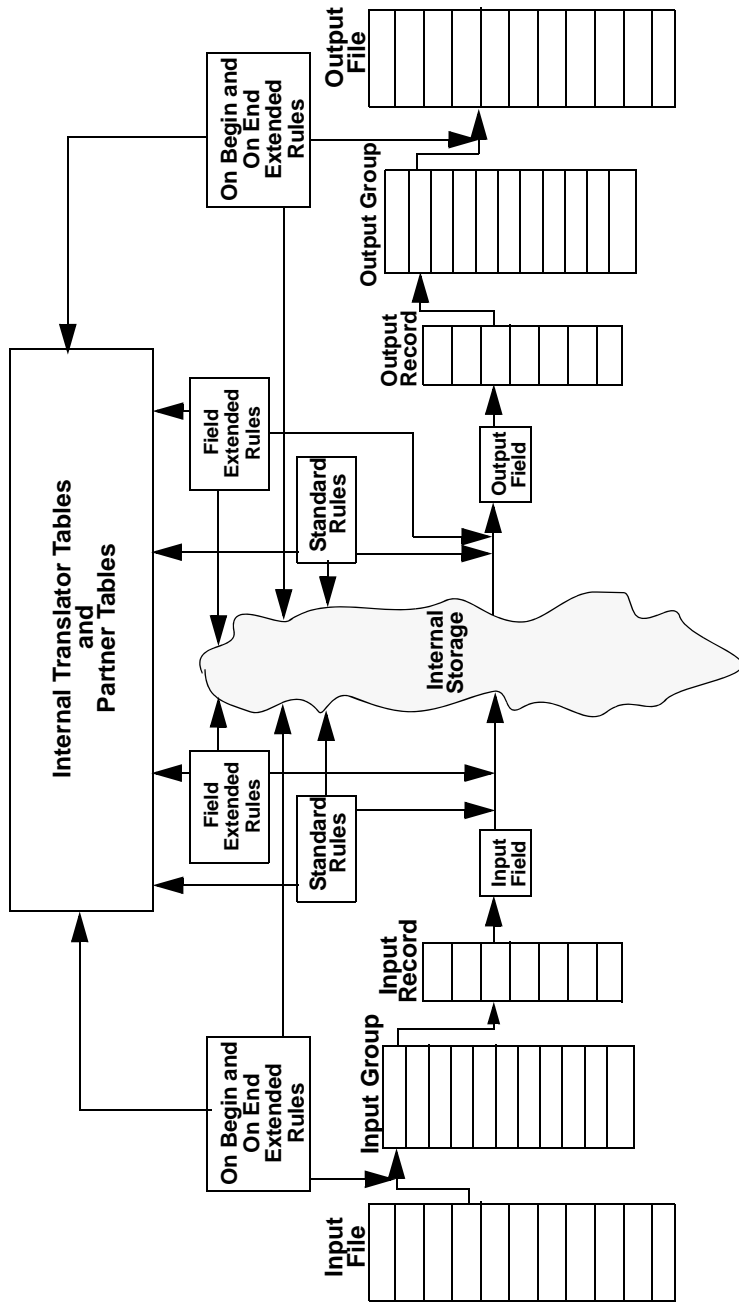 Internal Translator Tables
and
Partner Tables
On Begin and
On End
Extended
Rules
Field
Extended
Rules
Standard
Rules
Field
Extended
Rules
Standard
Rules
On Begin and
On End
Extended
Rules
Internal
Storage
Input
File
Input Group
Input
Record
Input
Field
Output
Field
Output
Record
Output Group
Output
File